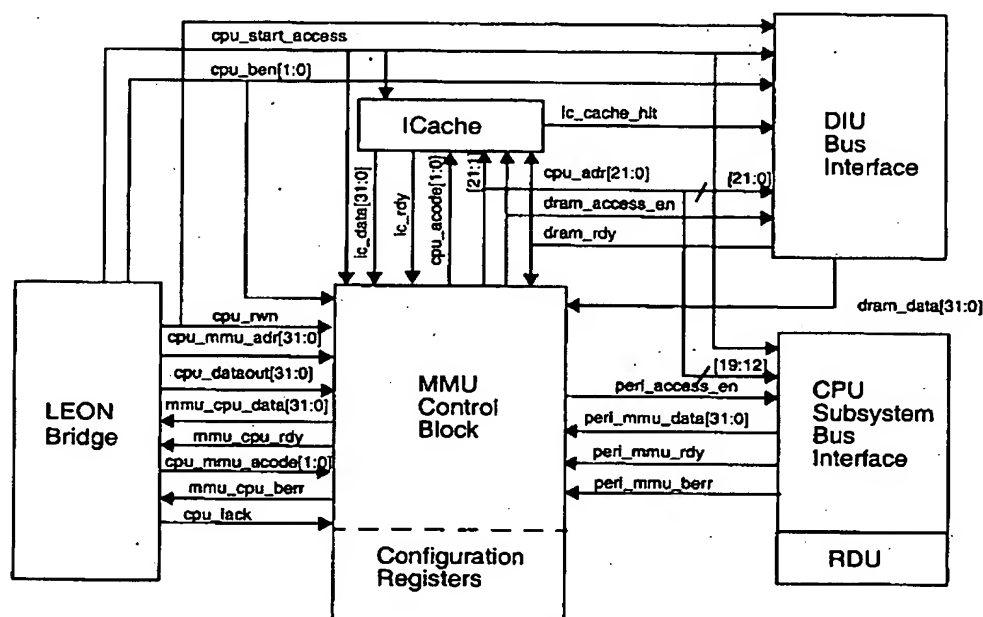 cpu_start_access
cpu_ben[1:0]
ICache
ic_cache_hit
DIU
Bus
Interface
ic_data[31:0]
ic_rdy
cpu_acode[1:0]
[21:1]
cpu_adr[21:0]
[21:0]
dram_access_en
dram_rdy
dram_data[31:0]
LEON
Bridge
cpu_rwn
cpu_mmu_adr[31:0]
cpu_dataout[31:0]
mmu_cpu_data[31:0]
mmu_cpu_rdy
cpu_mmu_acode[1:0]
mmu_cpu_berr
cpu_iack
MMU
Control
Block
Configuration
Registers
[19:12]
peri_access_en
peri_mmu_data[31:0]
peri_mmu_rdy
peri_mmu_berr
CPU
Subsystem
Bus
Interface
RDU